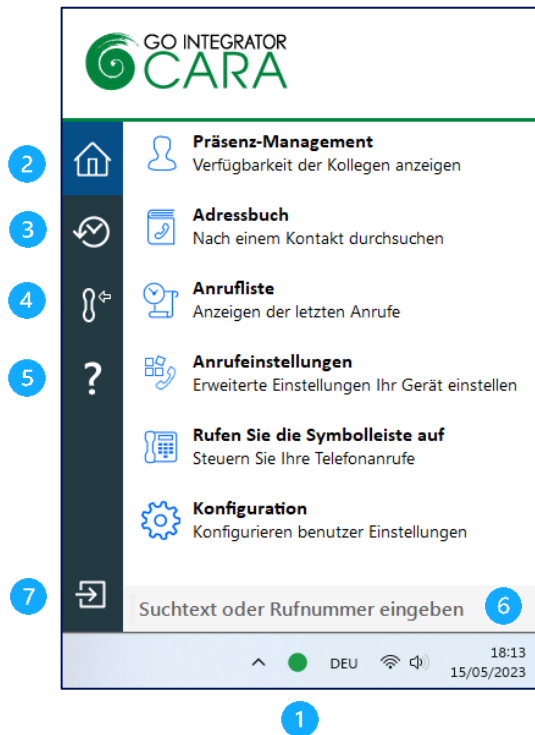 GO INTEGRATOR
CARA
2
Präsenz-Management
Verfügbarkeit der Kollegen anzeigen
3
Adressbuch
Nach einem Kontakt durchsuchen
4
Anrufliste
Anzeigen der letzten Anrufe
5
?
Anrufeinstellungen
Erweiterte Einstellungen Ihr Gerät einstellen
Rufen Sie die Symbolleiste auf
Steuern Sie Ihre Telefonanrufe
Konfiguration
Konfigurieren benutzer Einstellungen
7
Suchtext oder Rufnummer eingeben
6
DEU
18:13
15/05/2023
1